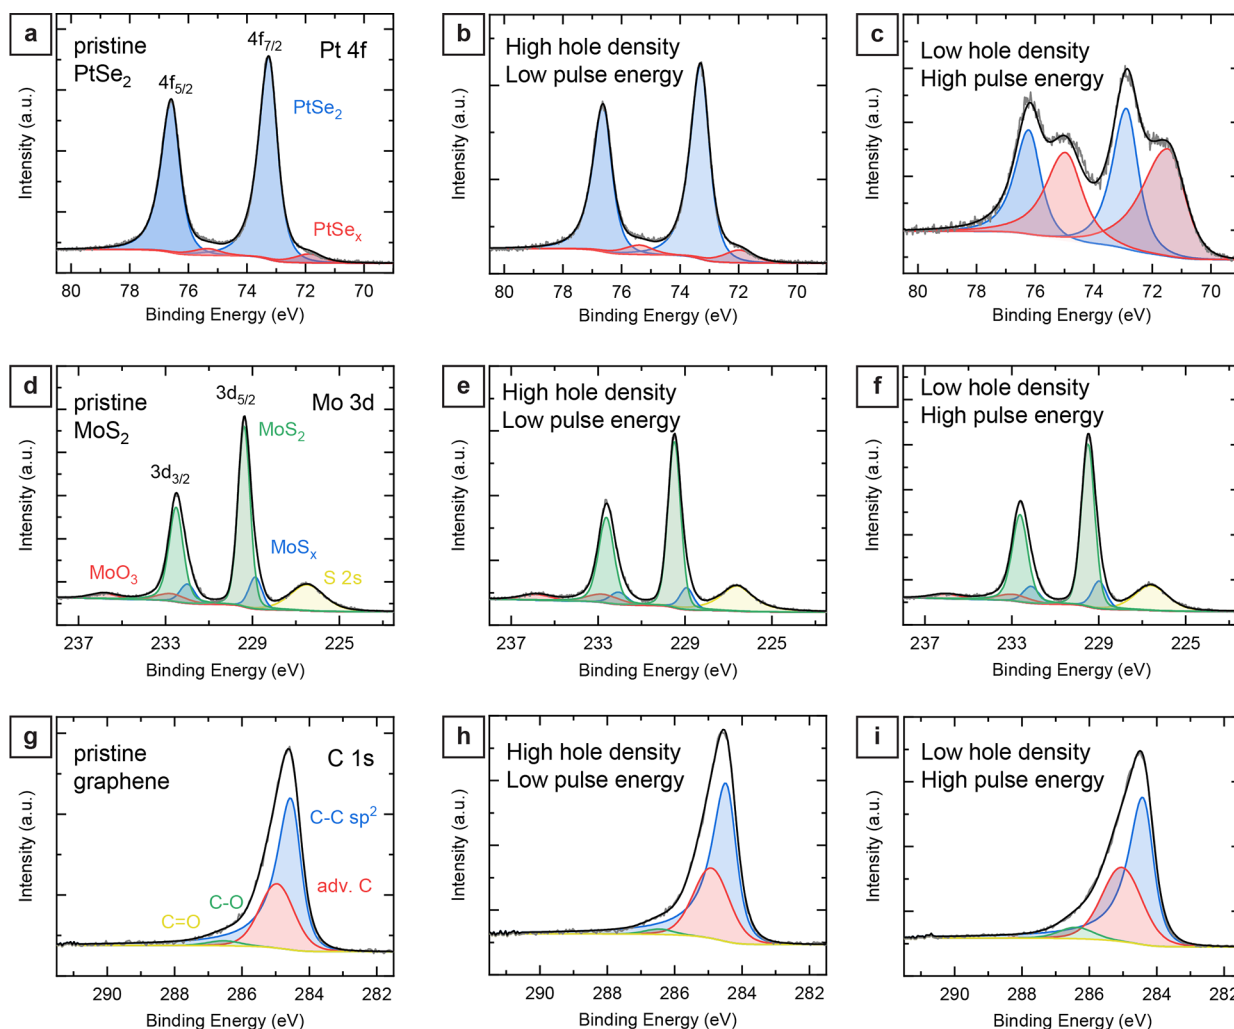 a
pristine
PtSe2
Pt 4f
4f5/2
4f7/2
PtSe2
PtSex
Intensity (a.u.)
80 78 76 74 72 70
Binding Energy (eV)
b
High hole density
Low pulse energy
Intensity (a.u.)
80 78 76 74 72 70
Binding Energy (eV)
c
Low hole density
High pulse energy
Intensity (a.u.)
80 78 76 74 72 70
Binding Energy (eV)
d
pristine
MoS2
Mo 3d
3d3/2
3d5/2
MoS2
MoO3
MoSx
S 2s
Intensity (a.u.)
237 233 229 225
Binding Energy (eV)
e
High hole density
Low pulse energy
Intensity (a.u.)
237 233 229 225
Binding Energy (eV)
f
Low hole density
High pulse energy
Intensity (a.u.)
237 233 229 225
Binding Energy (eV)
g
pristine
graphene
C 1s
C-C sp2
adv. C
C-O
C=O
Intensity (a.u.)
290 288 286 284 282
Binding Energy (eV)
h
High hole density
Low pulse energy
Intensity (a.u.)
290 288 286 284 282
Binding Energy (eV)
i
Low hole density
High pulse energy
Intensity (a.u.)
290 288 286 284 282
Binding Energy (eV)